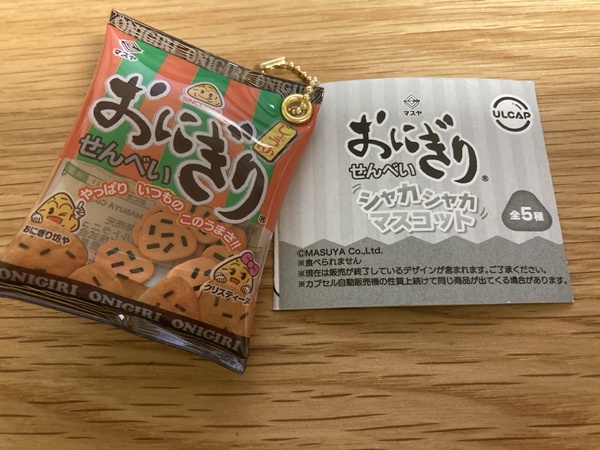 ONIGIRI ONIGIRI ONIGIRI
マスヤ
SINCE
おにぎり
せんべい
やっぱり いつもの このうまさ!!
おにぎり坊や
クリスティーヌ
ONIGIRI ONIGIRI ONIGIRI
マスヤ
ULCAP
おにぎり®
せんべい
シャカシャカ
マスコット
全5種
©MASUYA Co.,Ltd.
※食べられません
※現在は販売が終了しているデザインが含まれます。ご了承ください。
※カプセル自動販売機の性質上続けて同じ商品が出てくる場合があります。